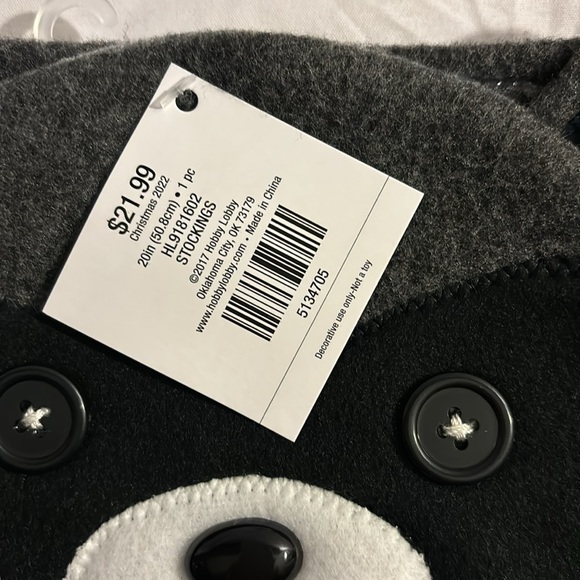 $21.99
Christmas 2022
20in (50.8cm) • 1 pc
HL9181602
STOCKINGS
©2017 Hobby Lobby
Oklahoma City, OK 73179
www.hobbylobby.com • Made in China
5134705
Decorative use only-Not a toy